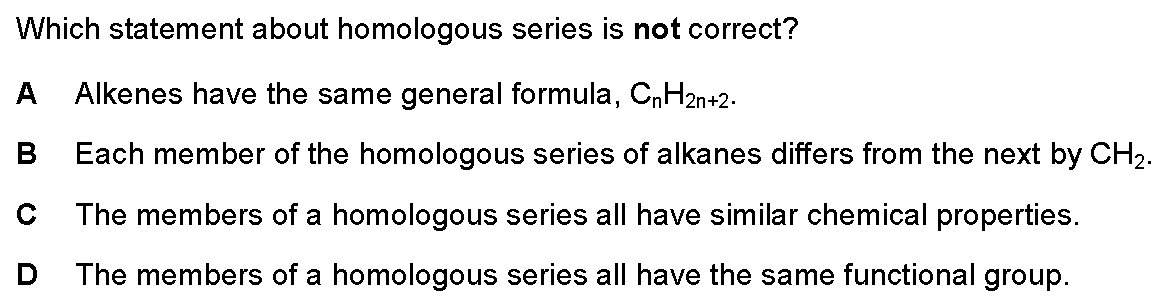 Which statement about homologous series is not correct?
A Alkenes have the same general formula, CₙH₂ₙ₊₂.
B Each member of the homologous series of alkanes differs from the next by CH₂.
C The members of a homologous series all have similar chemical properties.
D The members of a homologous series all have the same functional group.